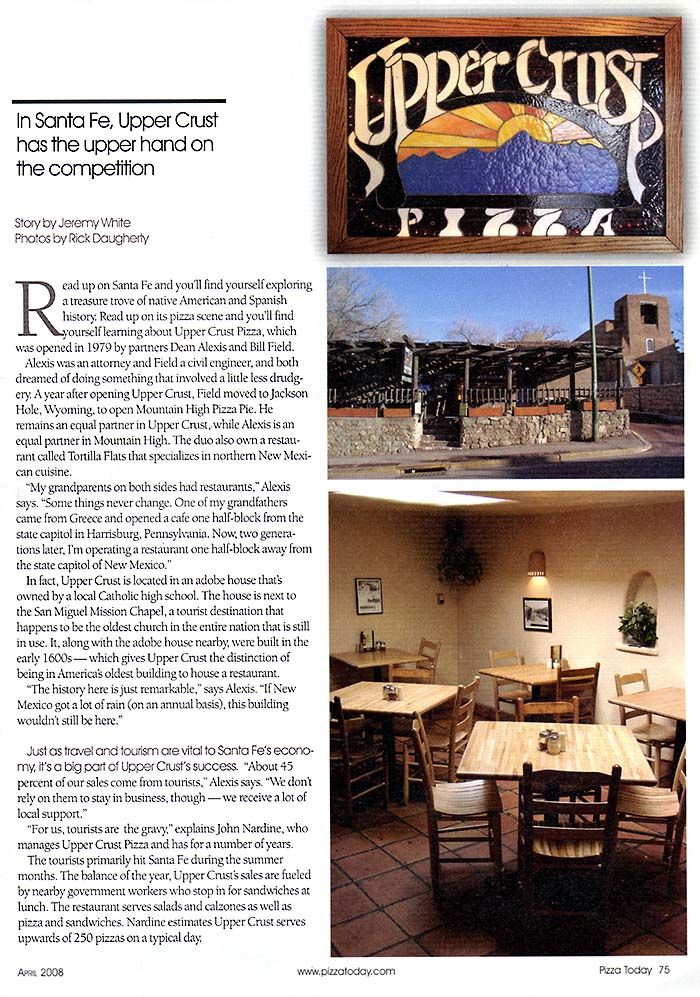 Upper Crust
PIZZA
In Santa Fe, Upper Crust
has the upper hand on
the competition
Story by Jeremy White
Photos by Rick Daugherty
Read up on Santa Fe and you'll find yourself exploring
a treasure trove of native American and Spanish
history. Read up on its pizza scene and you'll find
yourself learning about Upper Crust Pizza, which
was opened in 1979 by partners Dean Alexis and Bill Field.
Alexis was an attorney and Field a civil engineer, and both
dreamed of doing something that involved a little less drudg-
ery. A year after opening Upper Crust, Field moved to Jackson
Hole, Wyoming, to open Mountain High Pizza Pie. He
remains an equal partner in Upper Crust, while Alexis is an
equal partner in Mountain High. The duo also own a restau-
rant called Tortilla Flats that specializes in northern New Mexi-
can cuisine.
"My grandparents on both sides had restaurants," Alexis
says. "Some things never change. One of my grandfathers
came from Greece and opened a cafe one half-block from the
state capitol in Harrisburg, Pennsylvania. Now, two genera-
tions later, I'm operating a restaurant one half-block away from
the state capitol of New Mexico."
In fact, Upper Crust is located in an adobe house that's
owned by a local Catholic high school. The house is next to
the San Miguel Mission Chapel, a tourist destination that
happens to be the oldest church in the entire nation that is still
in use. It, along with the adobe house nearby, were built in the
early 1600s — which gives Upper Crust the distinction of
being in America's oldest building to house a restaurant.
"The history here is just remarkable," says Alexis. "If New
Mexico got a lot of rain (on an annual basis), this building
wouldn't still be here."
Just as travel and tourism are vital to Santa Fe's econo-
my, it's a big part of Upper Crust's success. "About 45
percent of our sales come from tourists," Alexis says. "We don't
rely on them to stay in business, though — we receive a lot of
local support."
"For us, tourists are the gravy," explains John Nardine, who
manages Upper Crust Pizza and has for a number of years.
The tourists primarily hit Santa Fe during the summer
months. The balance of the year, Upper Crust's sales are fueled
by nearby government workers who stop in for sandwiches at
lunch. The restaurant serves salads and calzones as well as
pizza and sandwiches. Nardine estimates Upper Crust serves
upwards of 250 pizzas on a typical day.
April 2008
www.pizzatoday.com
Pizza Today 75